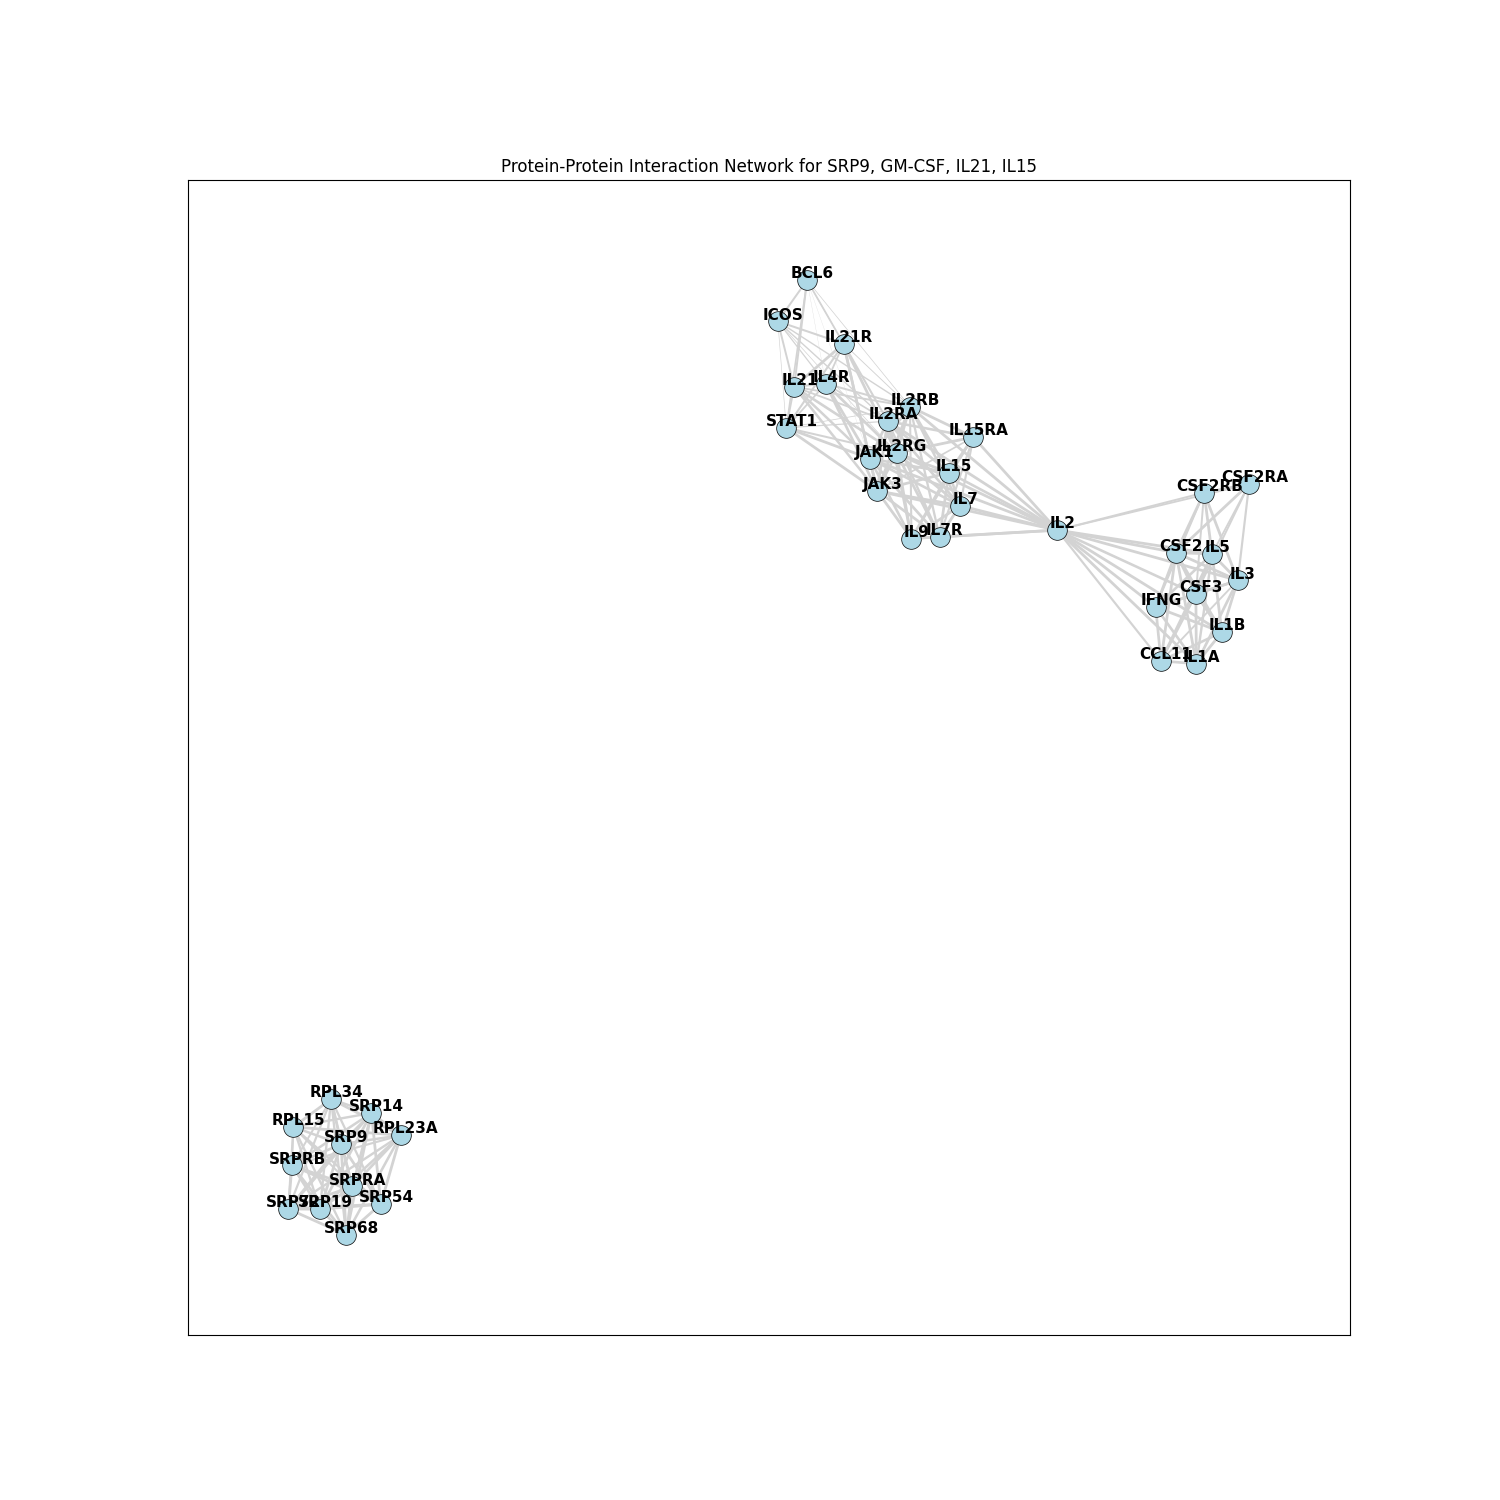 Protein-Protein Interaction Network for SRP9, GM-CSF, IL21, IL15
BCL6
ICOS
IL21R
IL21
IL4R
IL2RB
IL2RA
STAT1
IL15RA
IL2RG
JAK1
IL15
JAK3
IL7
IL2
IL9
IL7R
CSF2RA
CSF2RB
CSF2
IL5
IL3
CSF3
IFNG
IL1B
CCL11
IL1A
RPL34
SRP14
RPL15
RPL23A
SRP9
SRPRB
SRPRA
SRP54
SRP72
SRP19
SRP68